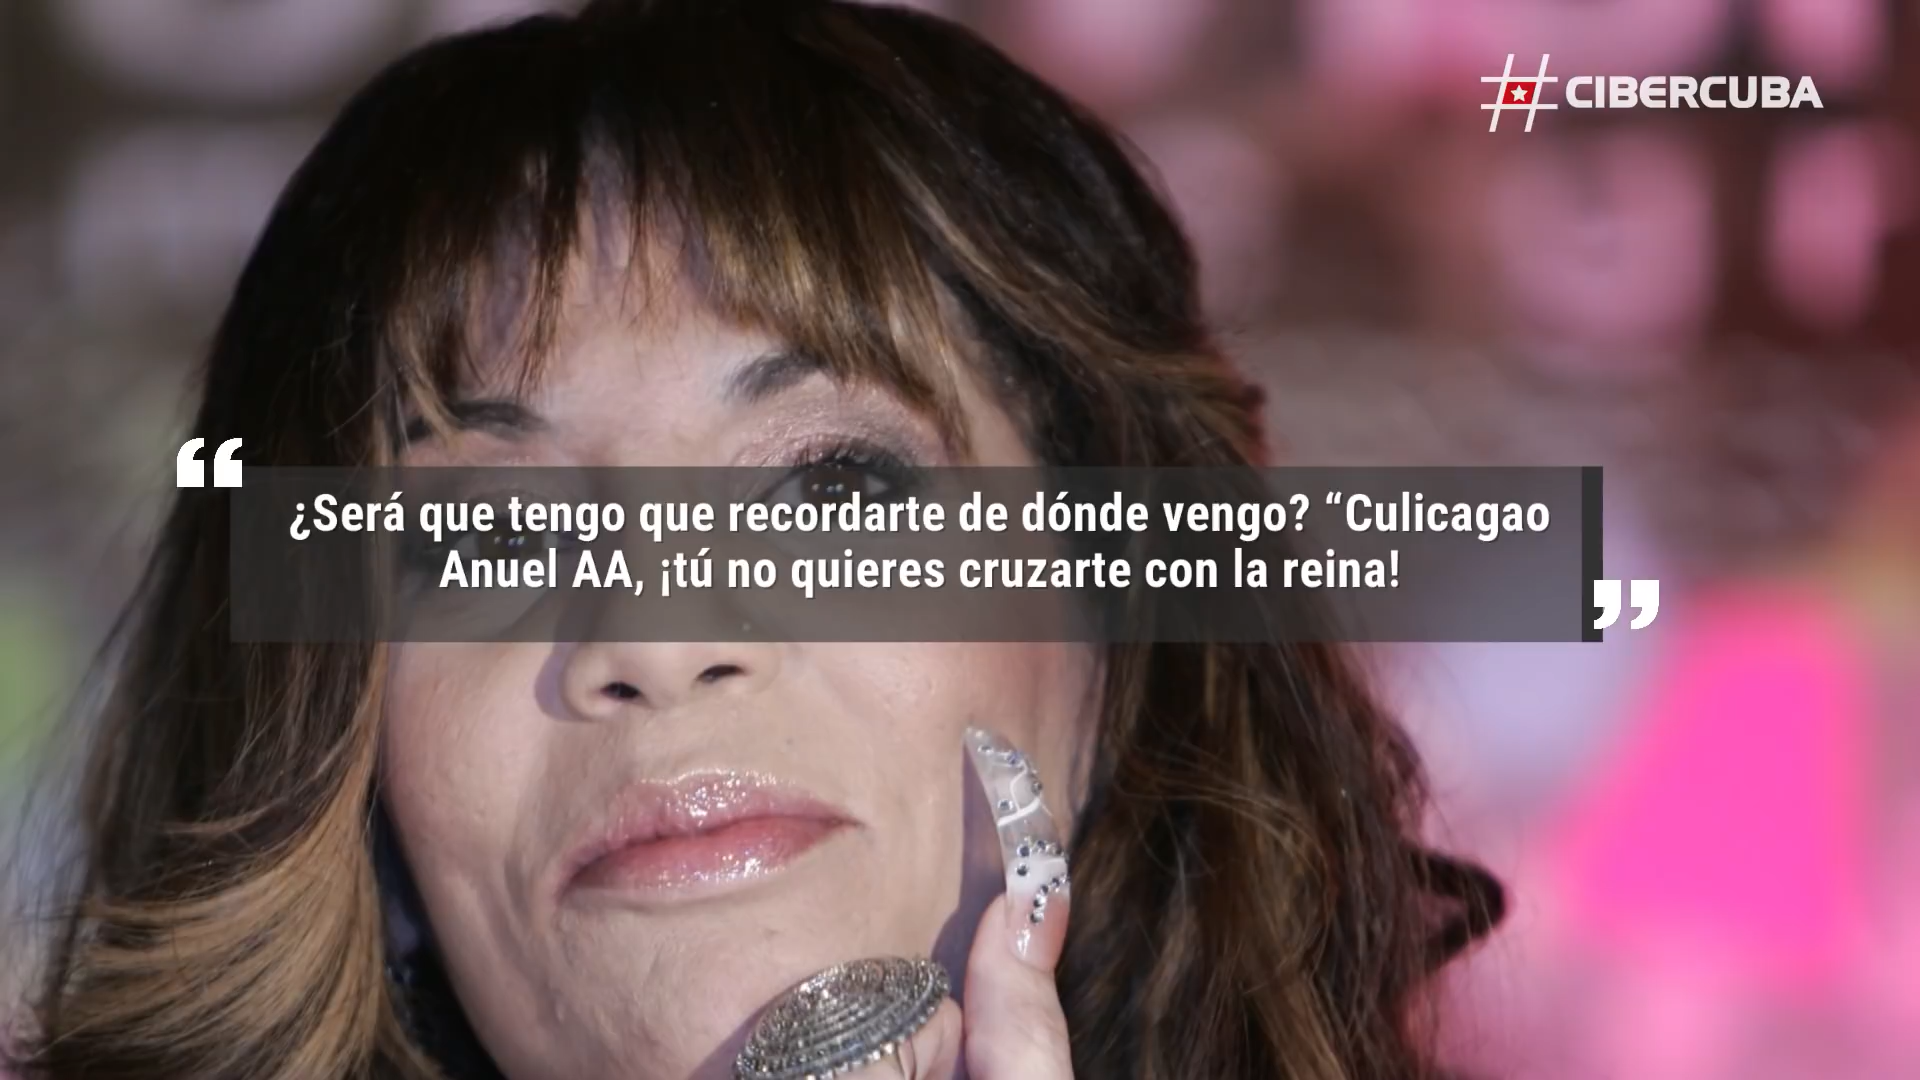 #CIBERCUBA
“
¿Será que tengo que recordarte de dónde vengo? “Culicagao
Anuel AA, ¡tú no quieres cruzarte con la reina!
”